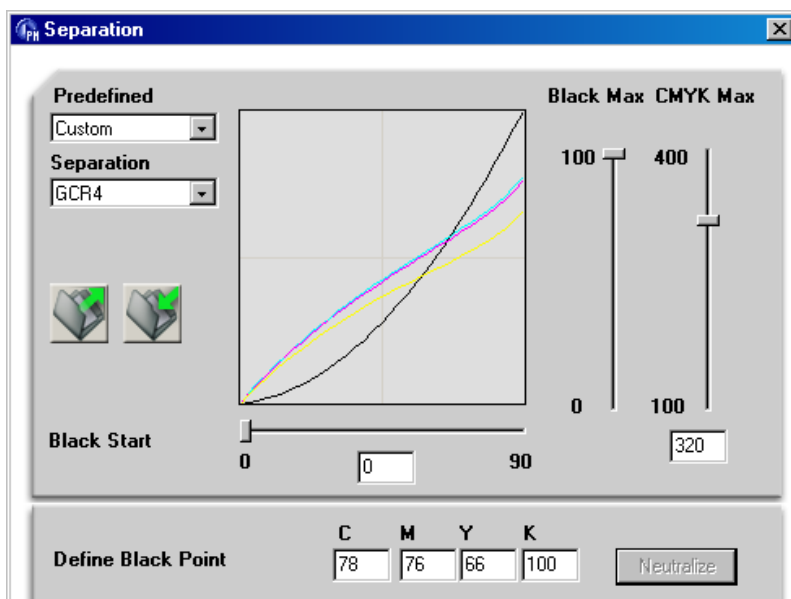 PM Separation
Predefined
Custom
Separation
GCR4
Black Start
0
0
90
Black Max
100
0
CMYK Max
400
100
320
Define Black Point
C M Y K
78 76 66 100
Neutralize